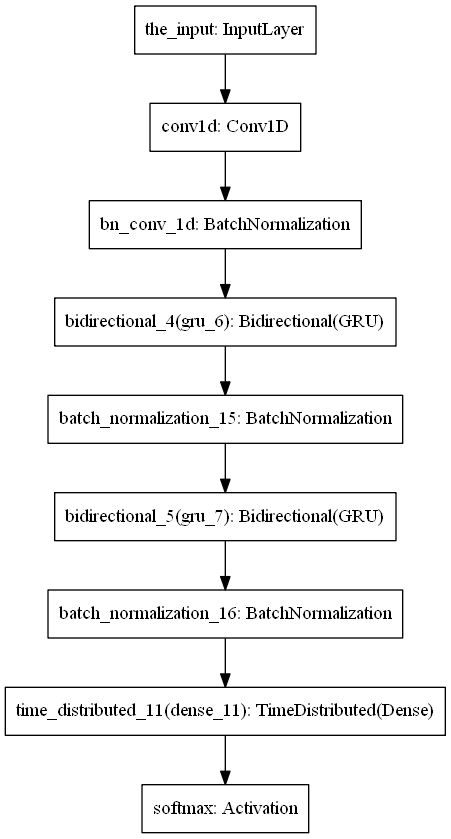 the_input: InputLayer
conv1d: Conv1D
bn_conv_1d: BatchNormalization
bidirectional_4(gru_6): Bidirectional(GRU)
batch_normalization_15: BatchNormalization
bidirectional_5(gru_7): Bidirectional(GRU)
batch_normalization_16: BatchNormalization
time_distributed_11(dense_11): TimeDistributed(Dense)
softmax: Activation